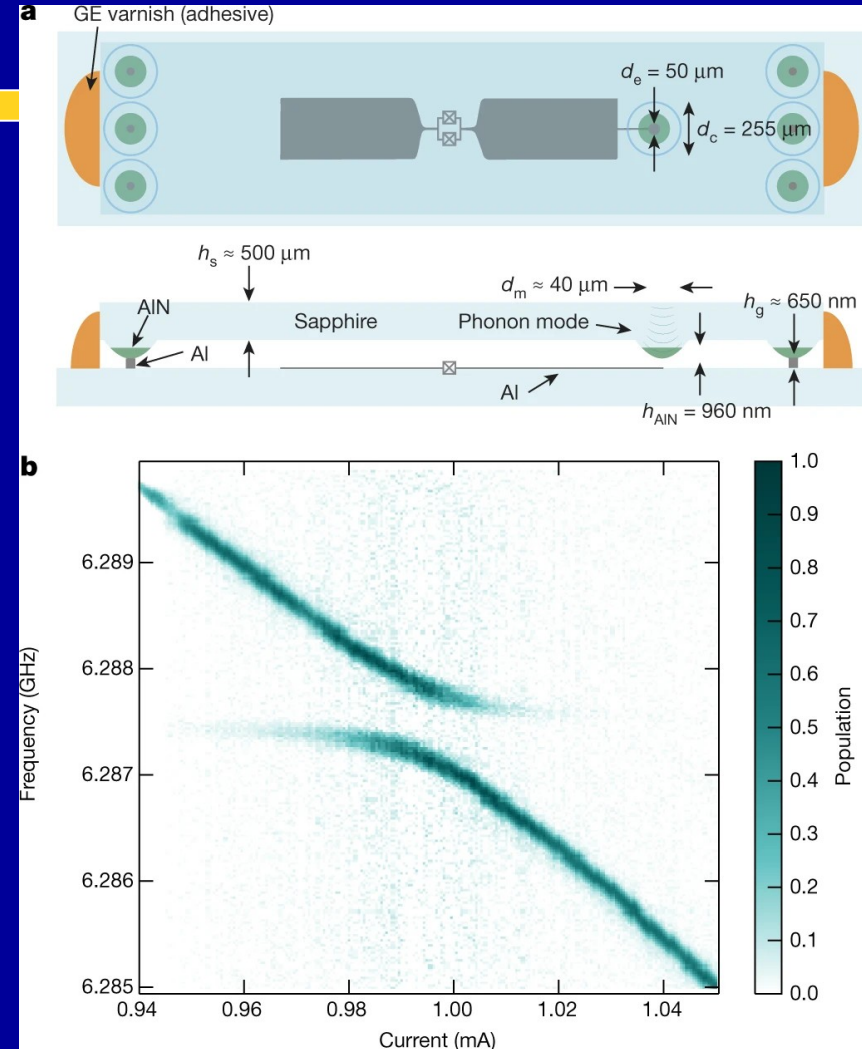 a
GE varnish (adhesive)
dₑ = 50 μm
d_c = 255 μm
hₛ ≈ 500 μm
dₘ ≈ 40 μm
h_g ≈ 650 nm
AlN
Sapphire
Phonon mode
Al
Al
h_AlN = 960 nm
b
1.0
0.9
6.289
0.8
0.7
6.288
0.6
Frequency (GHz)
0.5
Population
6.287
0.4
0.3
6.286
0.2
0.1
6.285
0.0
0.94 0.96 0.98 1.00 1.02 1.04
Current (mA)